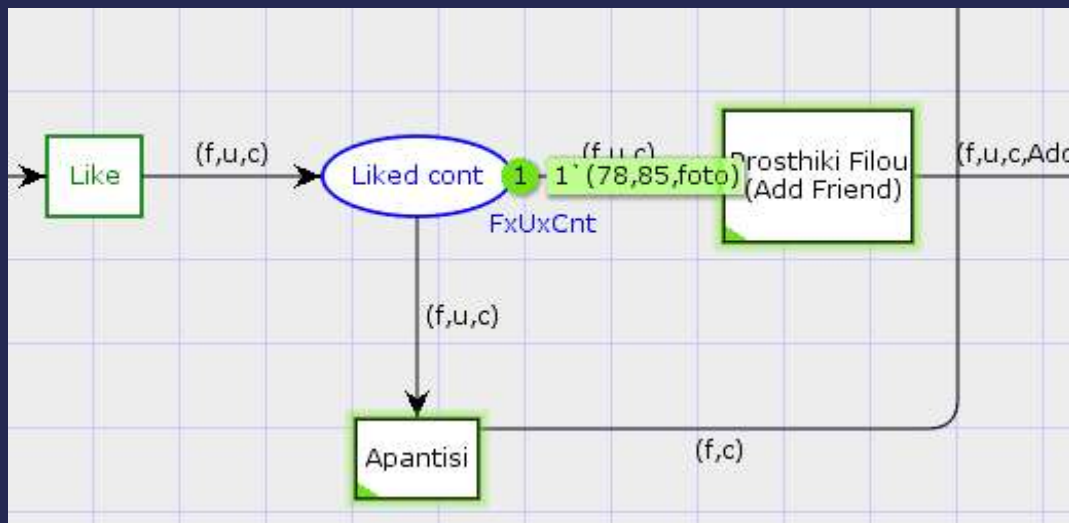 Like
(f,u,c)
Liked cont
1
(f,u,c)
1`(78,85,foto)
FxUxCnt
Prosthiki Filou
(Add Friend)
(f,u,c,Add
(f,u,c)
Apantisi
(f,c)